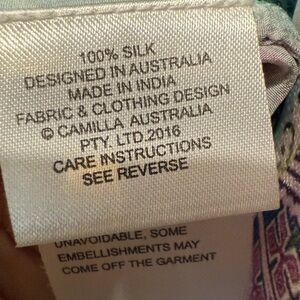 100% SILK
DESIGNED IN AUSTRALIA
MADE IN INDIA
FABRIC & CLOTHING DESIGN
© CAMILLA AUSTRALIA
PTY. LTD.2016
CARE INSTRUCTIONS
SEE REVERSE
UNAVOIDABLE, SOME
EMBELLISHMENTS MAY
COME OFF THE GARMENT